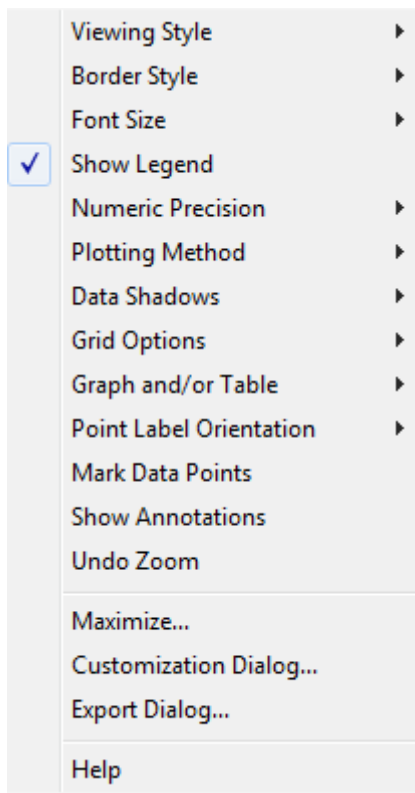 Viewing Style
Border Style
Font Size
Show Legend
Numeric Precision
Plotting Method
Data Shadows
Grid Options
Graph and/or Table
Point Label Orientation
Mark Data Points
Show Annotations
Undo Zoom
Maximize...
Customization Dialog...
Export Dialog...
Help